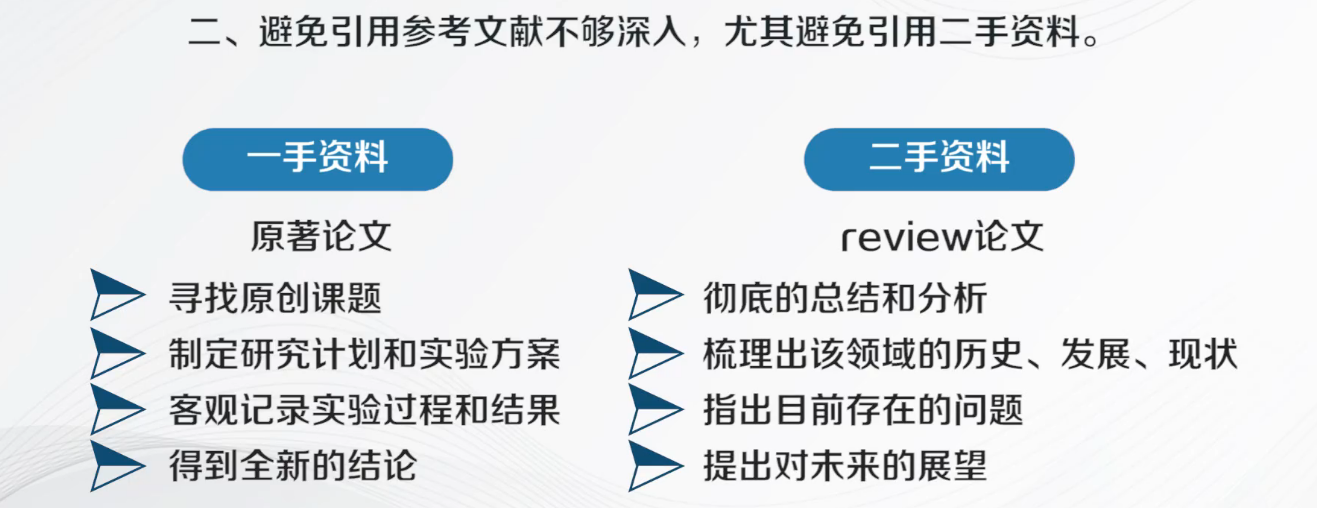 二、避免引用参考文献不够深入，尤其避免引用二手资料。
一手资料
原著论文
寻找原创课题
制定研究计划和实验方案
客观记录实验过程和结果
得到全新的结论
二手资料
review论文
彻底的总结和分析
梳理出该领域的历史、发展、现状
指出目前存在的问题
提出对未来的展望